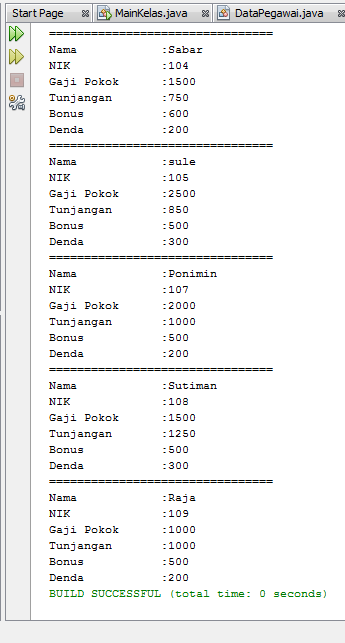 Start Page MainKelas.java DataPegawai.java
================================
Nama :Sabar
NIK :104
Gaji Pokok :1500
Tunjangan :750
Bonus :600
Denda :200
================================
Nama :sule
NIK :105
Gaji Pokok :2500
Tunjangan :850
Bonus :500
Denda :300
================================
Nama :Ponimin
NIK :107
Gaji Pokok :2000
Tunjangan :1000
Bonus :500
Denda :200
================================
Nama :Sutiman
NIK :108
Gaji Pokok :1500
Tunjangan :1250
Bonus :500
Denda :300
================================
Nama :Raja
NIK :109
Gaji Pokok :1000
Tunjangan :1000
Bonus :500
Denda :200
BUILD SUCCESSFUL (total time: 0 seconds)